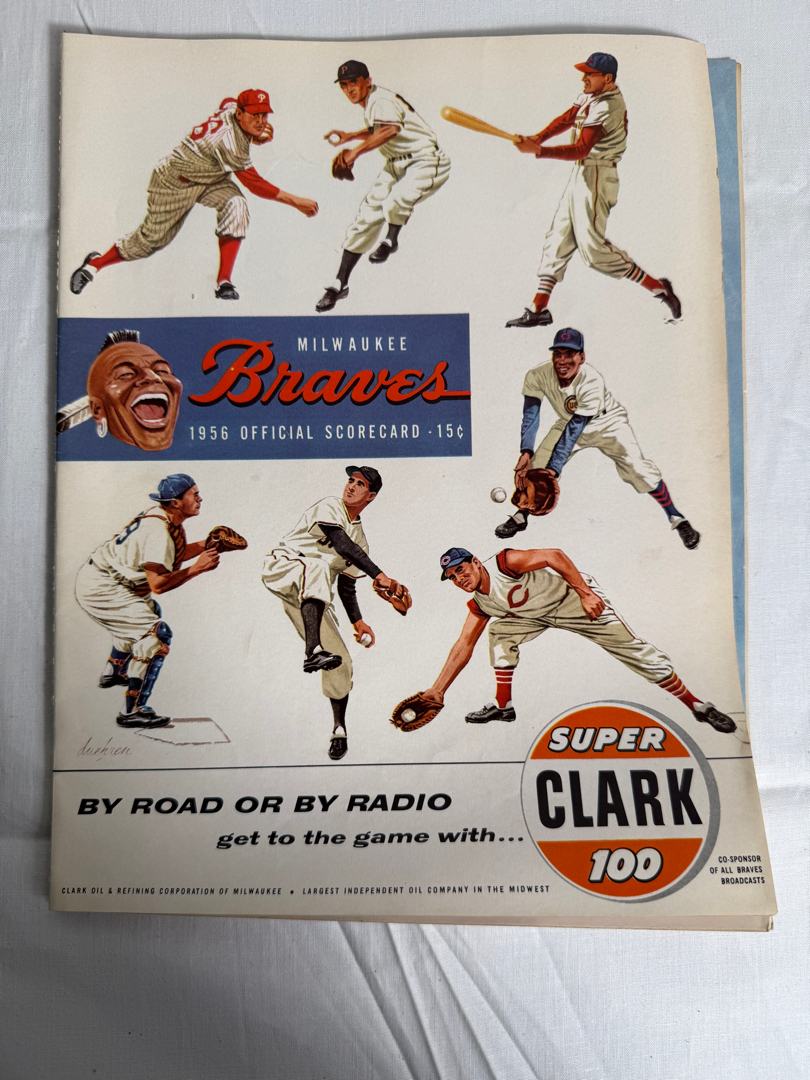 P
P
MILWAUKEE
Braves
1956 OFFICIAL SCORECARD · 15¢
C
C
BY ROAD OR BY RADIO
get to the game with...
SUPER
CLARK
100
CO-SPONSOR
OF ALL BRAVES
BROADCASTS
CLARK OIL & REFINING CORPORATION OF MILWAUKEE • LARGEST INDEPENDENT OIL COMPANY IN THE MIDWEST